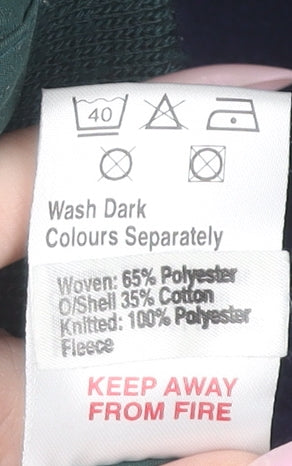 40
Wash Dark
Colours Separately
Woven: 65% Polyester
O/Shell 35% Cotton
Knitted: 100% Polyester
Fleece
KEEP AWAY
FROM FIRE